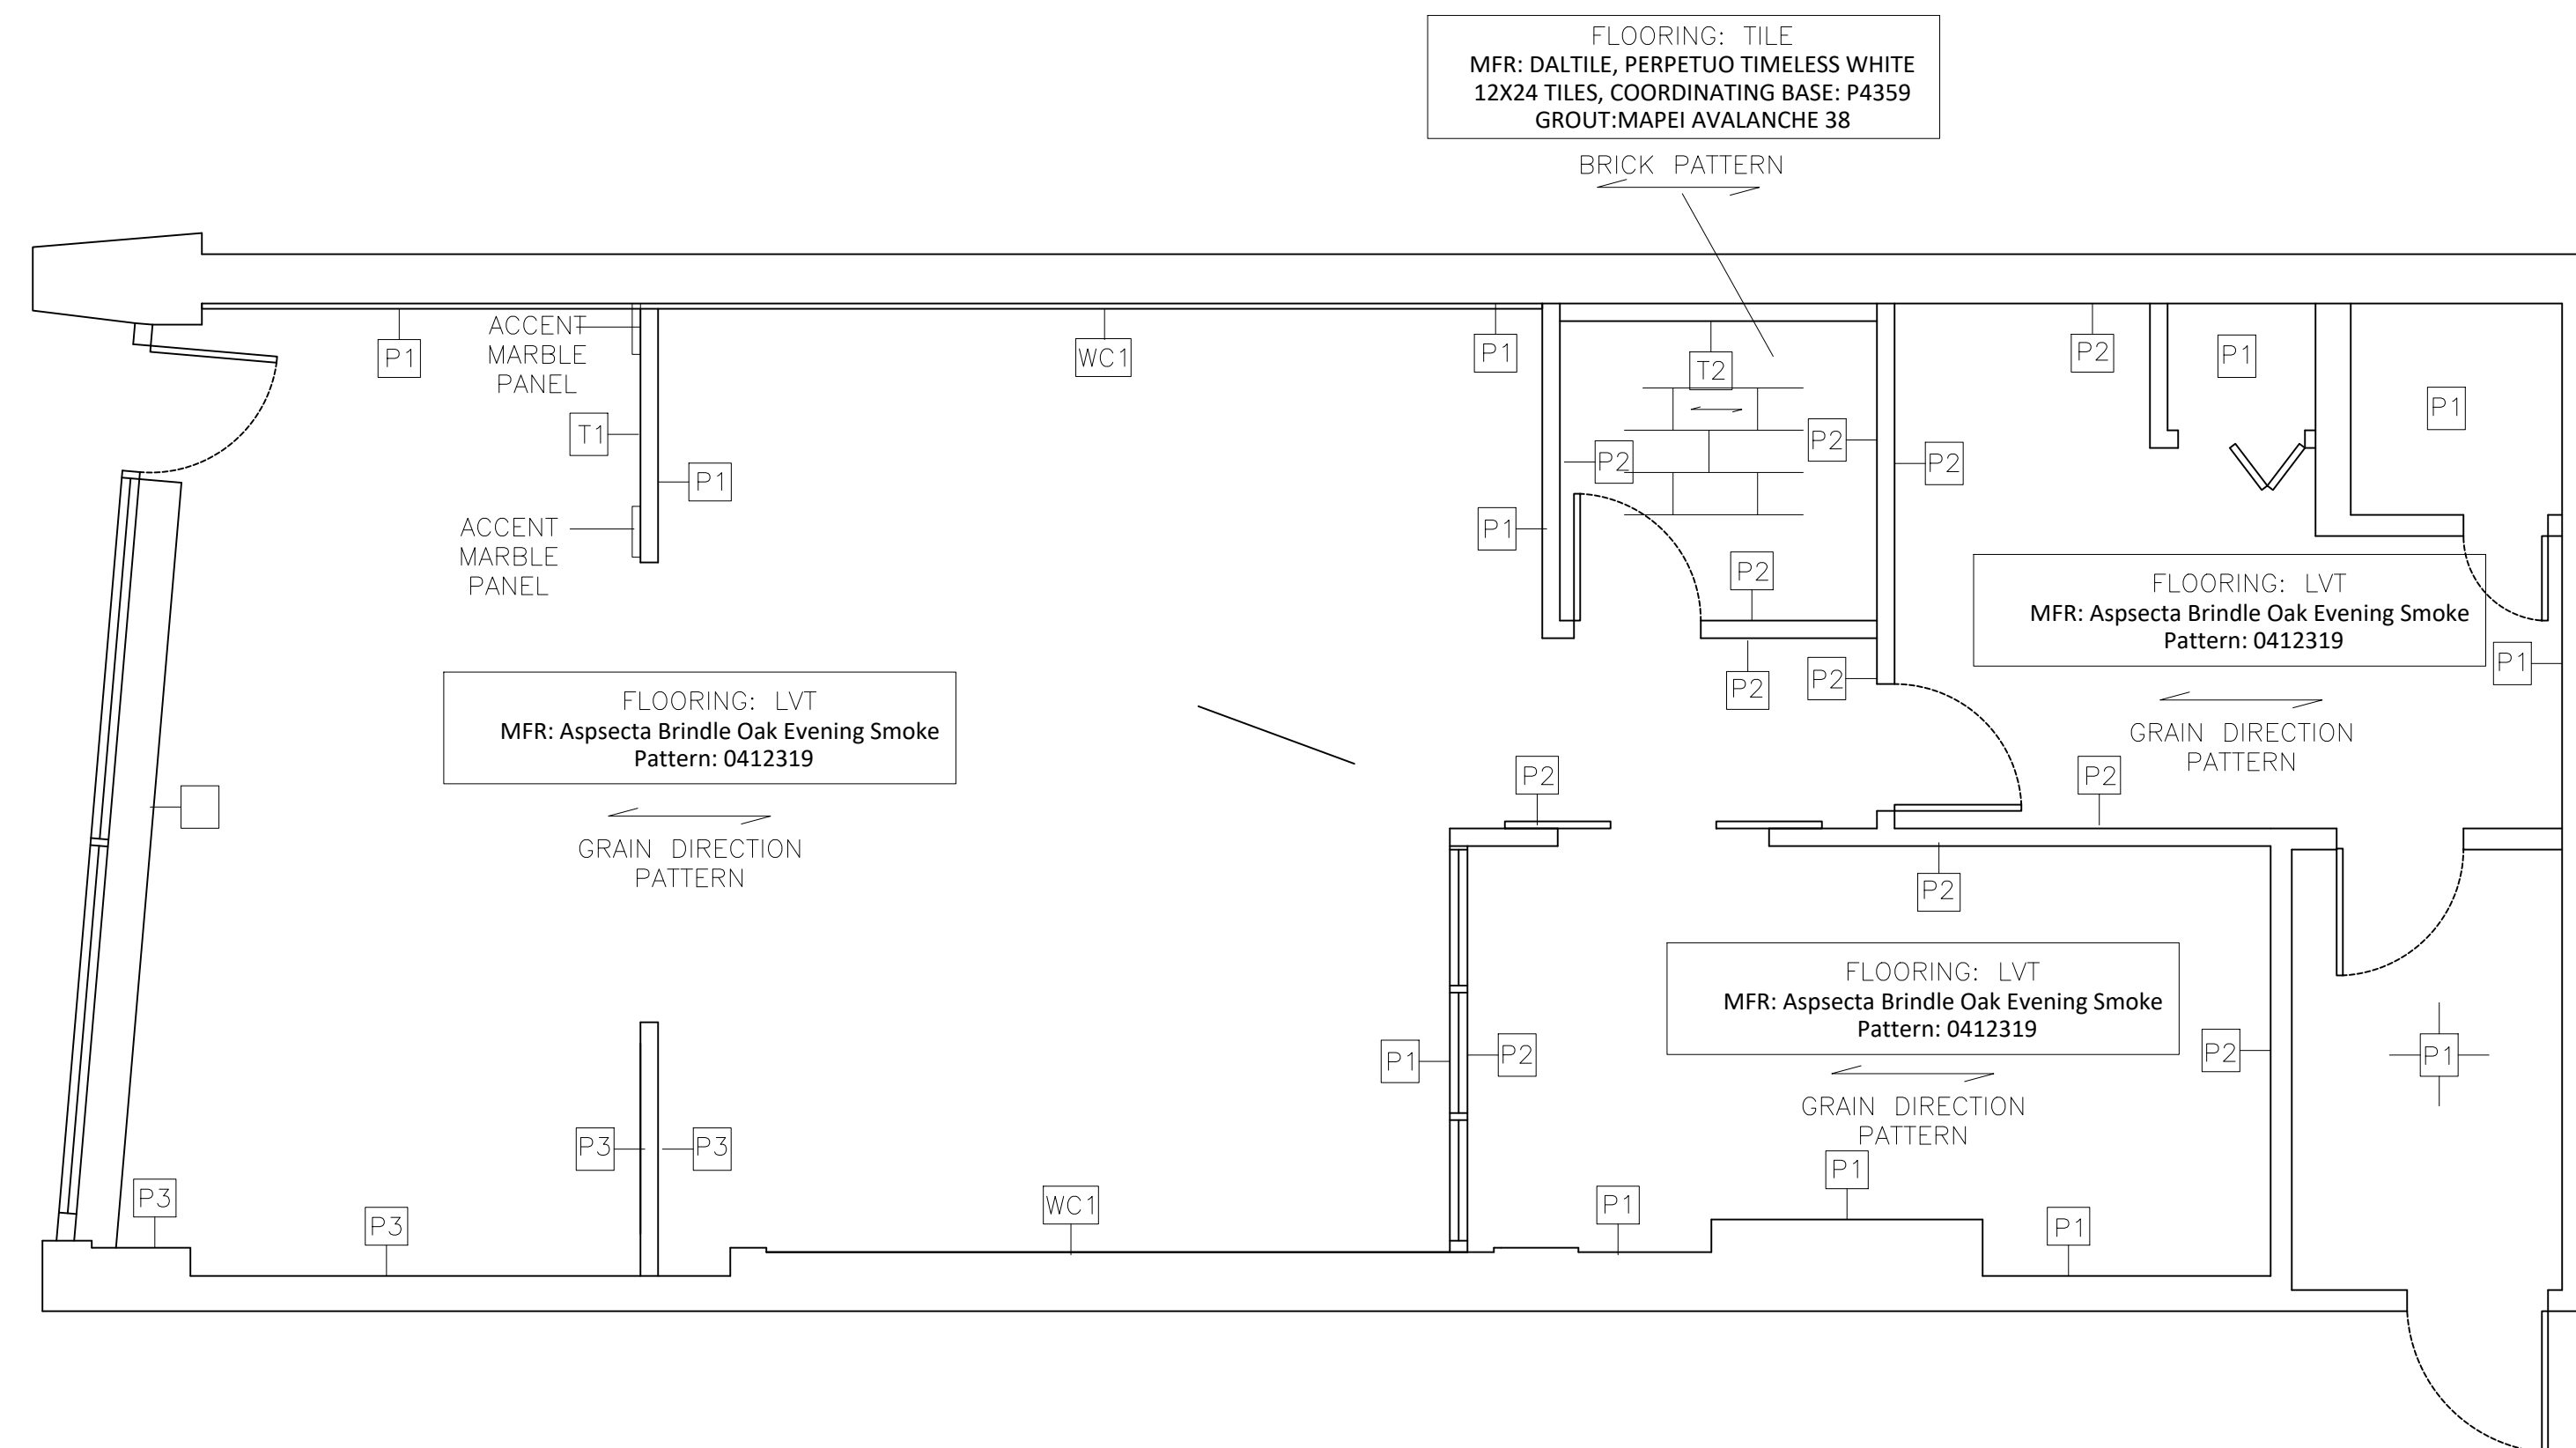 FLOORING: TILE
MFR: DALTILE, PERPETUO TIMELESS WHITE
12X24 TILES, COORDINATING BASE: P4359
GROUT:MAPEI AVALANCHE 38
BRICK PATTERN
P1
ACCENT
MARBLE
PANEL
WC1
P1
T2
P2
P1
P1
T1
P2
P2
P2
P1
ACCENT
MARBLE
PANEL
P1
P2
FLOORING: LVT
MFR: Aspsecta Brindle Oak Evening Smoke
Pattern: 0412319
P1
P2
P2
FLOORING: LVT
MFR: Aspsecta Brindle Oak Evening Smoke
Pattern: 0412319
GRAIN DIRECTION
PATTERN
P2
P2
GRAIN DIRECTION
PATTERN
P2
FLOORING: LVT
MFR: Aspsecta Brindle Oak Evening Smoke
Pattern: 0412319
P1
P2
P2
P1
GRAIN DIRECTION
PATTERN
P3
P3
P1
P3
P3
WC1
P1
P1